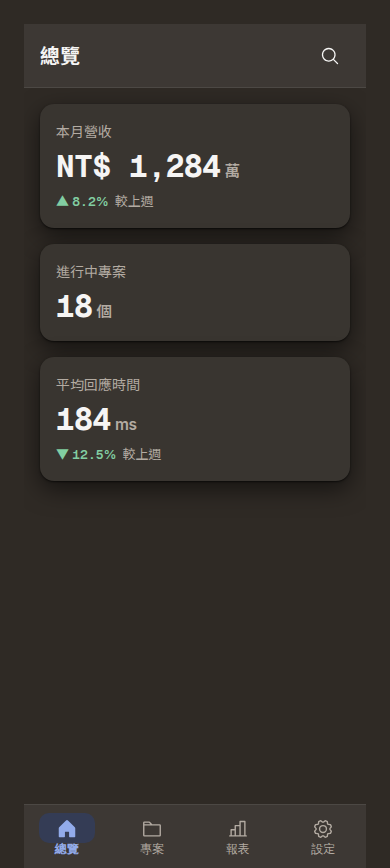 總覽
本月營收
NT$ 1,284 萬
▲ 8.2% 較上週
進行中專案
18 個
平均回應時間
184 ms
▼ 12.5% 較上週
總覽 專案 報表 設定